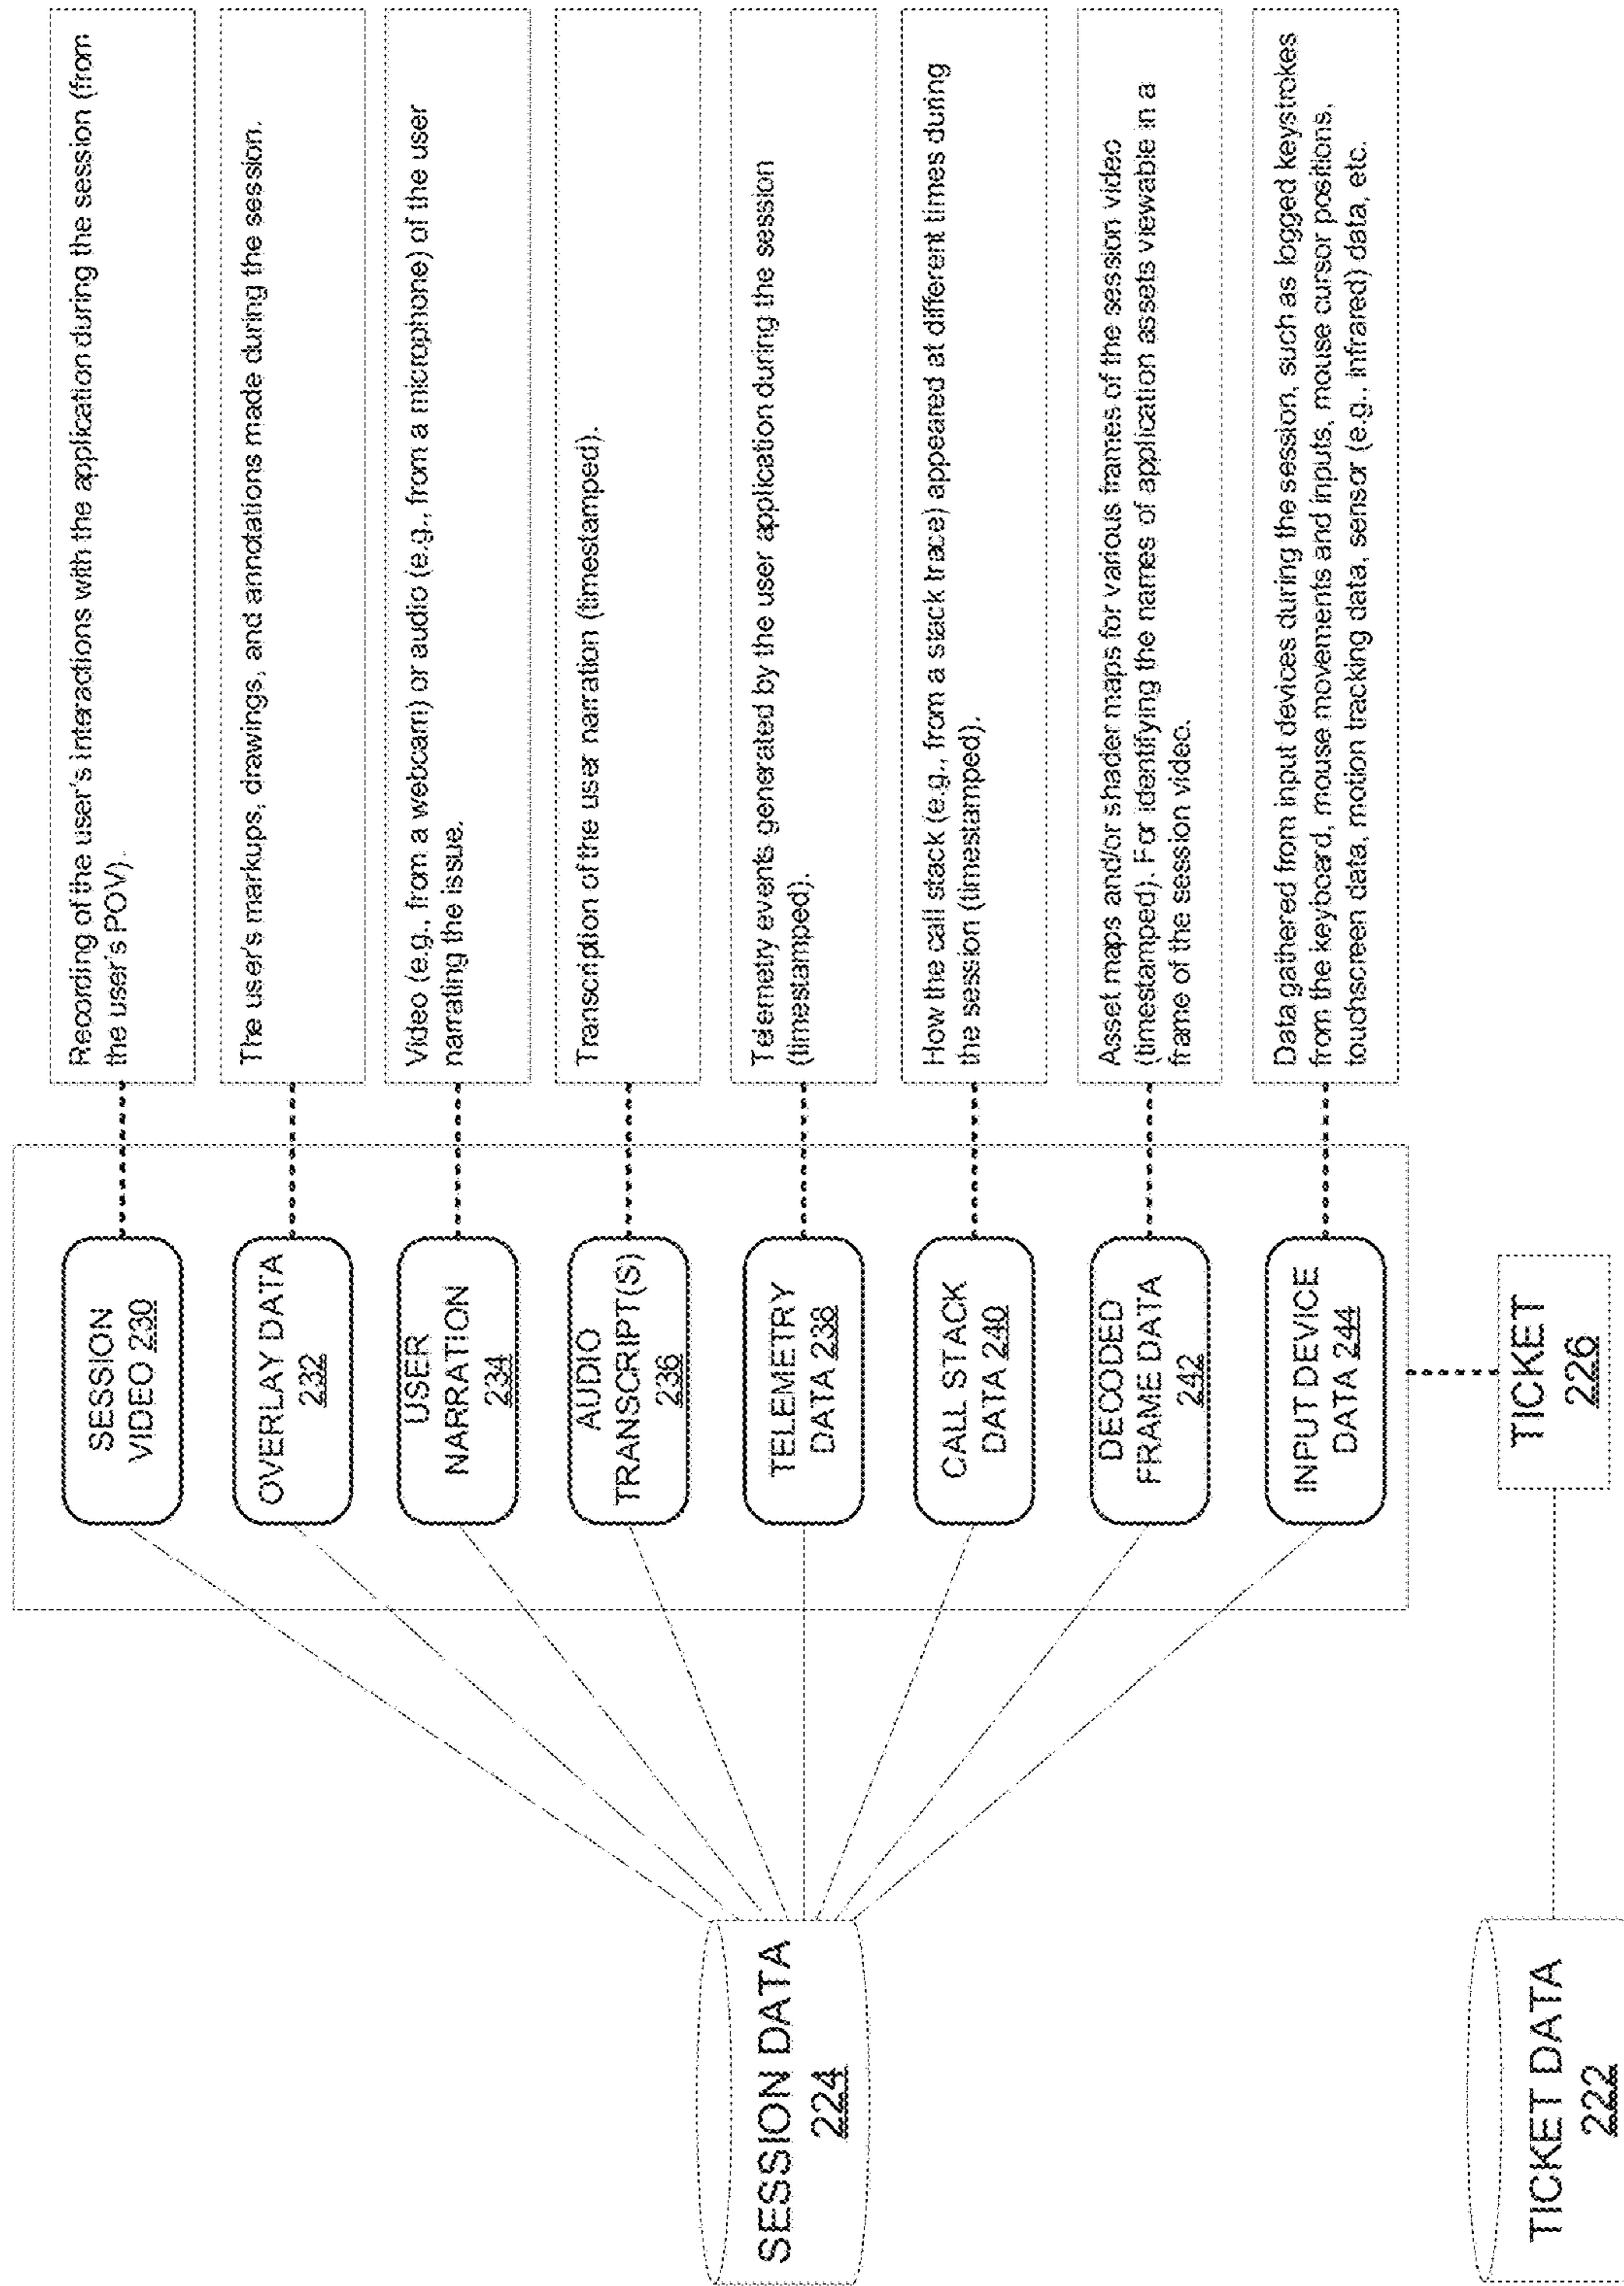 SESSION DATA
224
TICKET DATA
222
SESSION
VIDEO 230
Recording of the user's interactions with the application during the session (from
the user's POV).
OVERLAY DATA
232
The user's markups, drawings, and annotations made during the session.
USER
NARRATION
234
Video (e.g., from a webcam) or audio (e.g., from a microphone) of the user
narrating the issue.
AUDIO
TRANSCRIPT(S)
236
Transcription of the user narration (timestamped).
TELEMETRY
DATA 238
Telemetry events generated by the user application during the session
(timestamped).
CALL STACK
DATA 240
How the call stack (e.g., from a stack trace) appeared at different times during
the session (timestamped).
DECODED
FRAME DATA
242
Asset maps and/or shader maps for various frames of the session video
(timestamped). For identifying the names of application assets viewable in a
frame of the session video.
INPUT DEVICE
DATA 244
Data gathered from input devices during the session, such as logged keystrokes
from the keyboard, mouse movements and inputs, mouse cursor positions,
touchscreen data, motion tracking data, sensor (e.g., infrared) data, etc.
TICKET
226